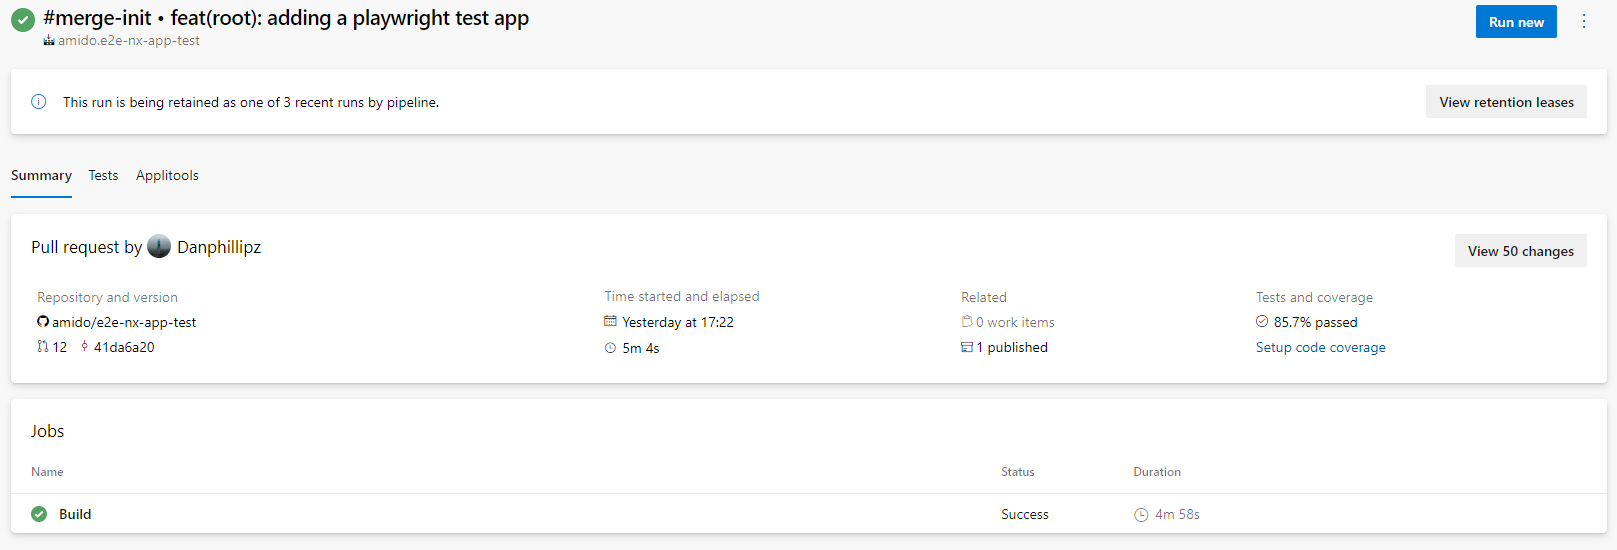 #merge-init • feat(root): adding a playwright test app
Run new
amido.e2e-nx-app-test
This run is being retained as one of 3 recent runs by pipeline.
View retention leases
Summary
Tests
Applitools
Pull request by Danphillipz
View 50 changes
Repository and version
Time started and elapsed
Related
Tests and coverage
amido/e2e-nx-app-test
Yesterday at 17:22
0 work items
85.7% passed
12 41da6a20
5m 4s
1 published
Setup code coverage
Jobs
Name
Status
Duration
Build
Success
4m 58s